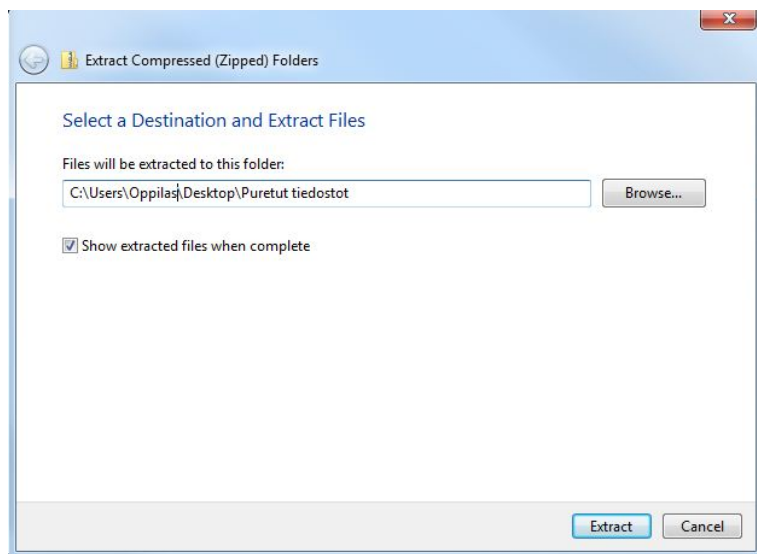 Extract Compressed (Zipped) Folders
Select a Destination and Extract Files
Files will be extracted to this folder:
C:\Users\Oppilas\Desktop\Puretut tiedostot
Browse...
Show extracted files when complete
Extract
Cancel